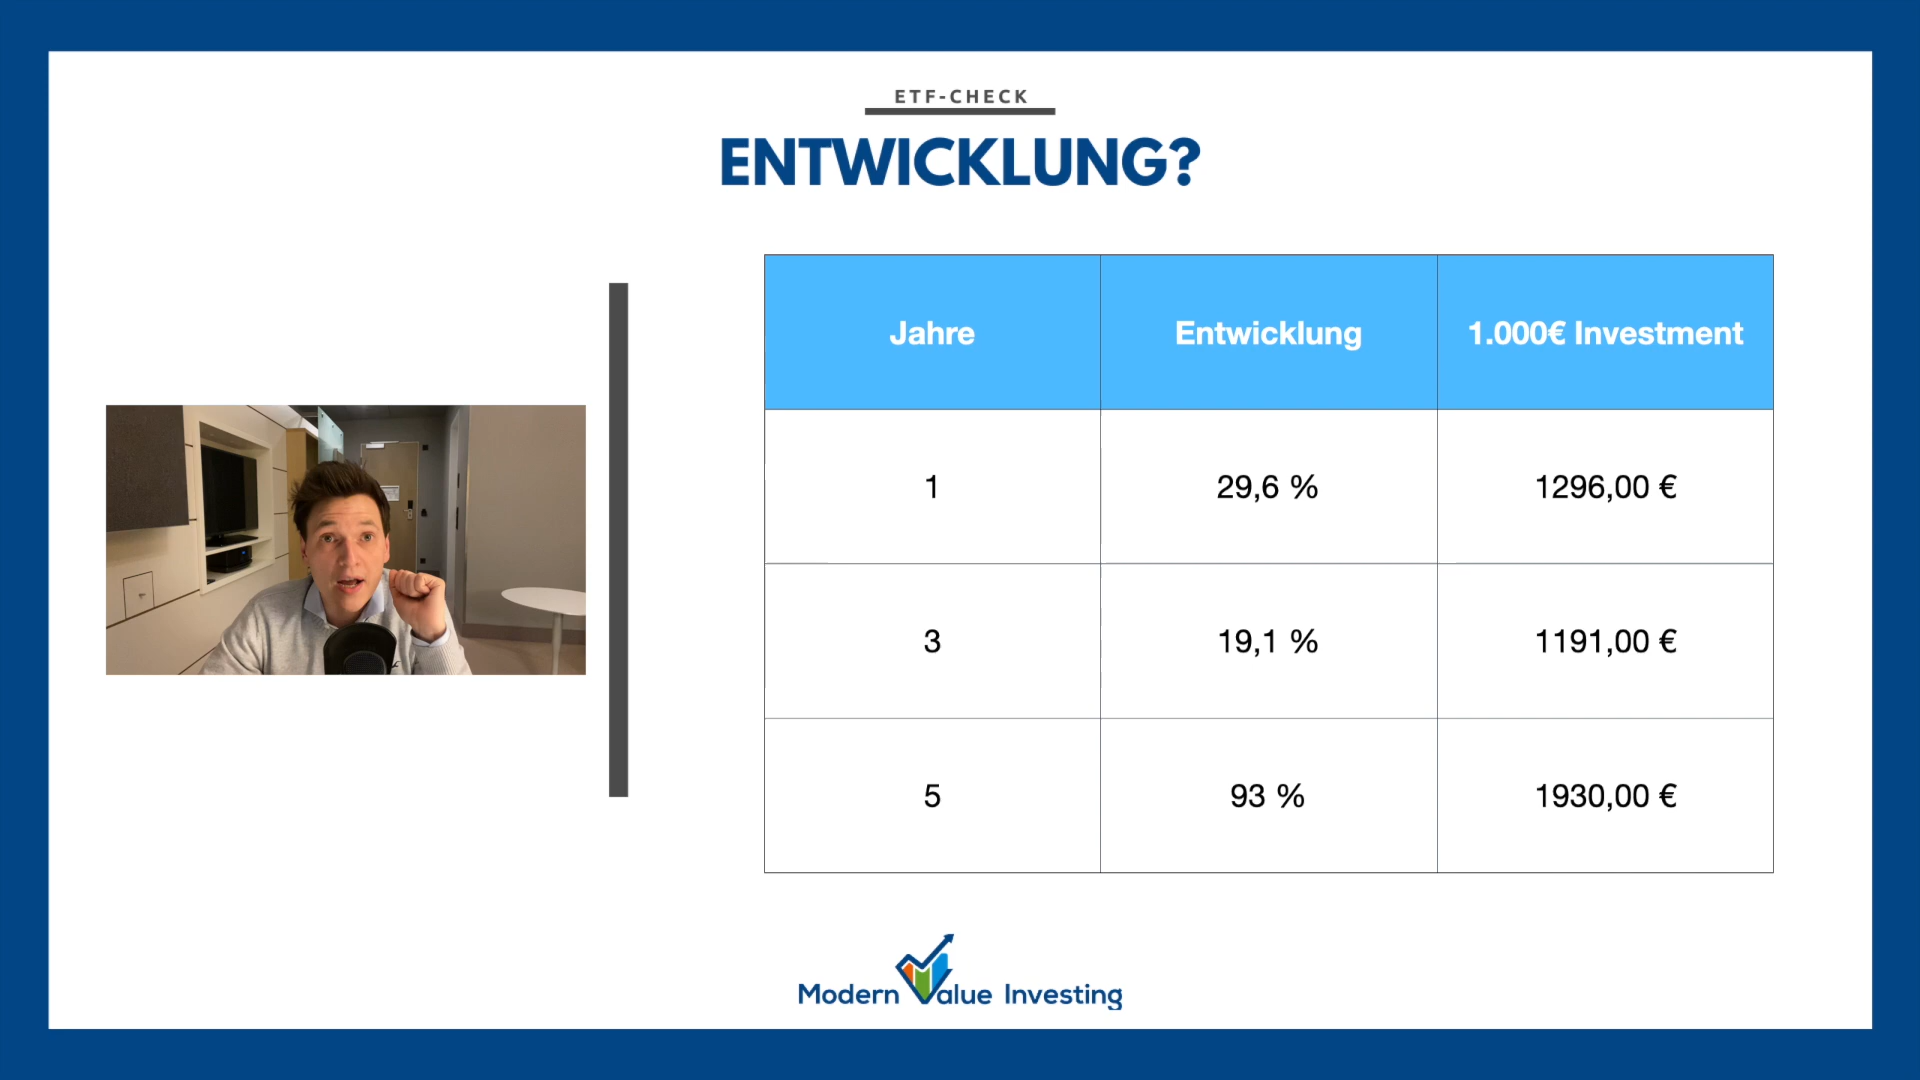 ETF-CHECK
ENTWICKLUNG?
Jahre Entwicklung 1.000€ Investment
1 29,6 % 1296,00 €
3 19,1 % 1191,00 €
5 93 % 1930,00 €
Modern Value Investing